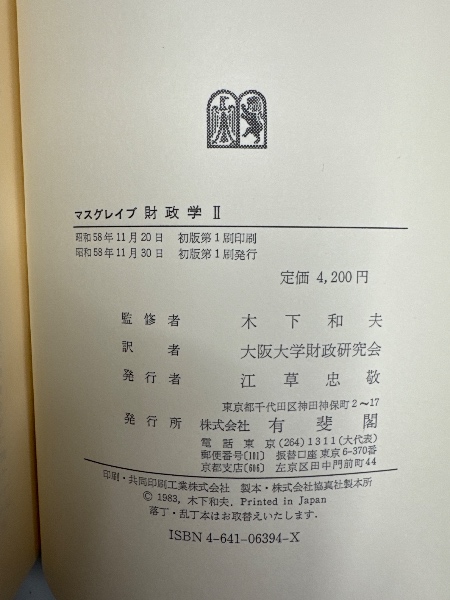 マスグレイブ 財政学 II
昭和58年11月20日 初版第1刷印刷
昭和58年11月30日 初版第1刷発行
定価 4,200円
監修者 木下和夫
訳者 大阪大学財政研究会
発行者 江草忠敬
東京都千代田区神田神保町2~17
発行所 株式会社 有斐閣
電話 東京 (264) 1311 (大代表)
郵便番号〔101〕 振替口座 東京6-370番
京都支店〔606〕 左京区田中門前町44
印刷・共同印刷工業株式会社 製本・株式会社協真社製本所
© 1983, 木下和夫. Printed in Japan
落丁・乱丁本はお取替えいたします.
ISBN 4-641-06394-X